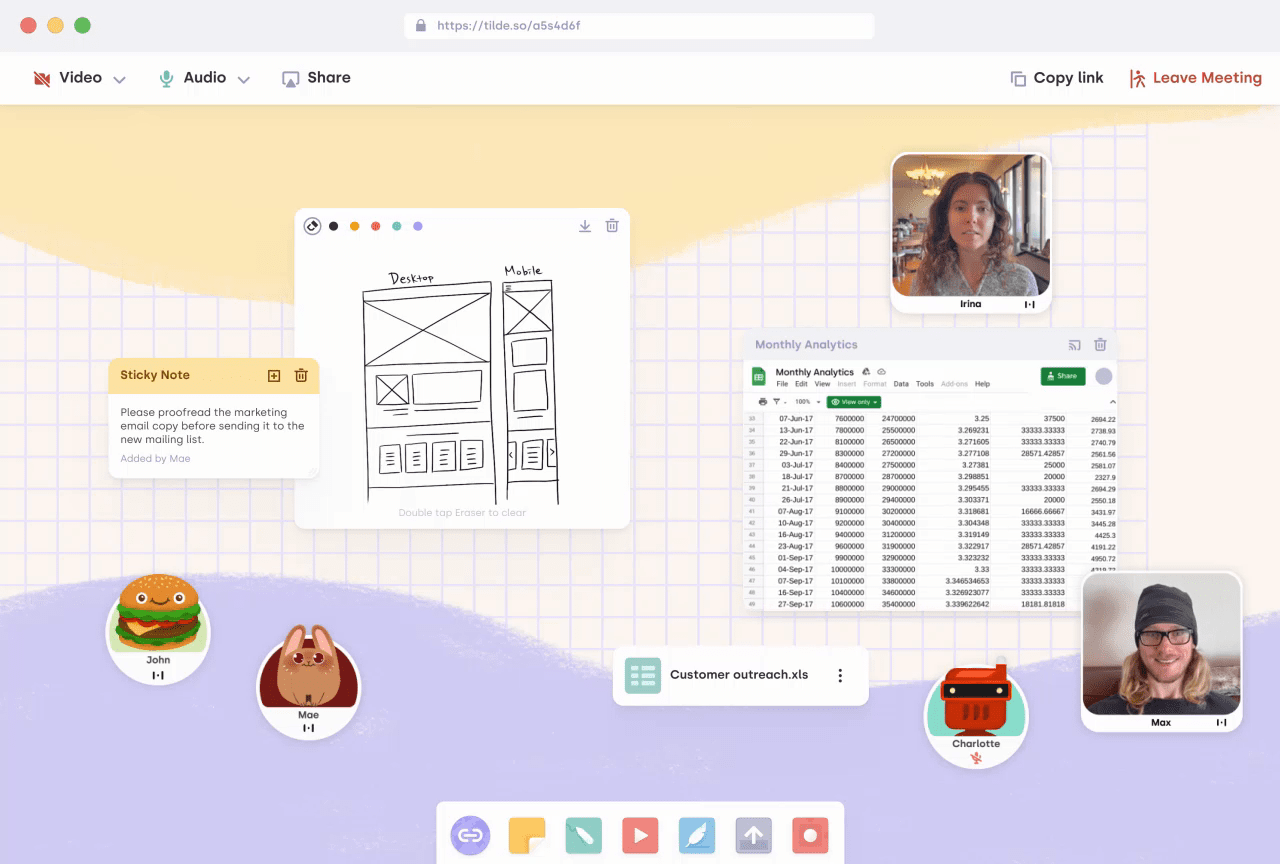 https://tilde.so/a5s4d6f
Video
Audio
Share
Copy link
Leave Meeting
Irina
Desktop
Mobile
Double tap Eraser to clear
Sticky Note
Please proofread the marketing
email copy before sending it to the
new mailing list.
Added by Mae
Monthly Analytics
Monthly Analytics
Share
File Edit View Insert Format Data Tools Add-ons Help
100% View only
33 07-Jun-17 7600000 24700000 3.25 37500 2694.22
34 13-Jun-17 7800000 25500000 3.269231 33333.33333 2738.93
35 22-Jun-17 8100000 26500000 3.271605 33333.33333 2740.79
36 29-Jun-17 8300000 27200000 3.277108 28571.42857 2561.56
37 03-Jul-17 8400000 27500000 3.27381 25000 2581.07
38 18-Jul-17 8700000 28700000 3.298851 20000 2327.9
39 21-Jul-17 8800000 29000000 3.295455 33333.33333 2694.29
40 26-Jul-17 8900000 29400000 3.303371 20000 2550.18
41 07-Aug-17 9100000 30200000 3.318681 16666.66667 3431.97
42 10-Aug-17 9200000 30400000 3.304348 33333.33333 3445.28
43 16-Aug-17 9400000 31200000 3.319149 33333.33333 4425.3
44 23-Aug-17 9600000 31900000 3.322917 28571.42857 4191.22
45 01-Sep-17 9900000 32900000 3.323232 33333.33333 4950.72
46 04-Sep-17 10000000 33300000 3.33 33333.33333
47 07-Sep-17 10100000 33800000 3.346534653 33333.33333
48 16-Sep-17 10400000 34600000 3.326923077 33333.33333
49 27-Sep-17 10600000 35400000 3.339622642 18181.81818
John
Mae
Customer outreach.xls
Charlotte
Max